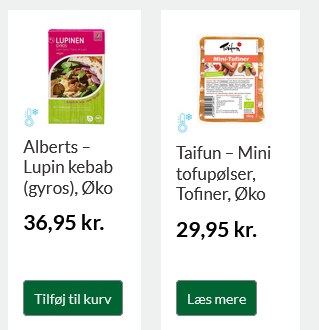 LUPINEN
GYROS
Alberts –
Lupin kebab
(gyros), Øko
36,95 kr.
Tilføj til kurv
Taifun
Mini-Tofiner
Taifun – Mini
tofupølser,
Tofiner, Øko
29,95 kr.
Læs mere